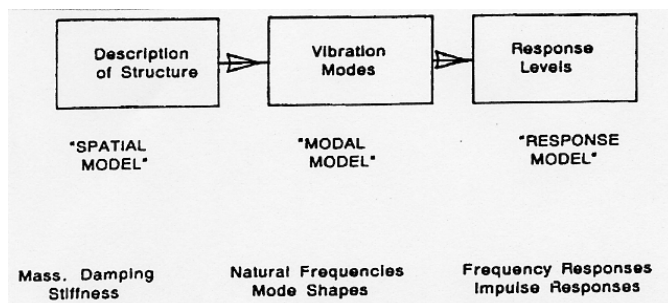 Description
of Structure
Vibration
Modes
Response
Levels
"SPATIAL
MODEL"
"MODAL
MODEL"
"RESPONSE
MODEL"
Mass. Damping
Stiffness
Natural Frequencies
Mode Shapes
Frequency Responses
Impulse Responses